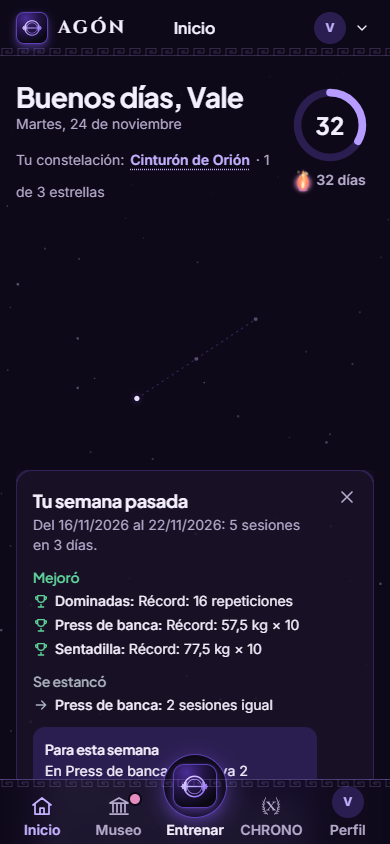 AGÓN
Inicio
V
Buenos días, Vale
Martes, 24 de noviembre
32
Tu constelación: Cinturón de Orión · 1
de 3 estrellas
32 días
Tu semana pasada
Del 16/11/2026 al 22/11/2026: 5 sesiones
en 3 días.
Mejoró
Dominadas: Récord: 16 repeticiones
Press de banca: Récord: 57,5 kg × 10
Sentadilla: Récord: 77,5 kg × 10
Se estancó
Press de banca: 2 sesiones igual
Para esta semana
En Press de banca va 2
V
Inicio
Museo
Entrenar
CHRONO
Perfil